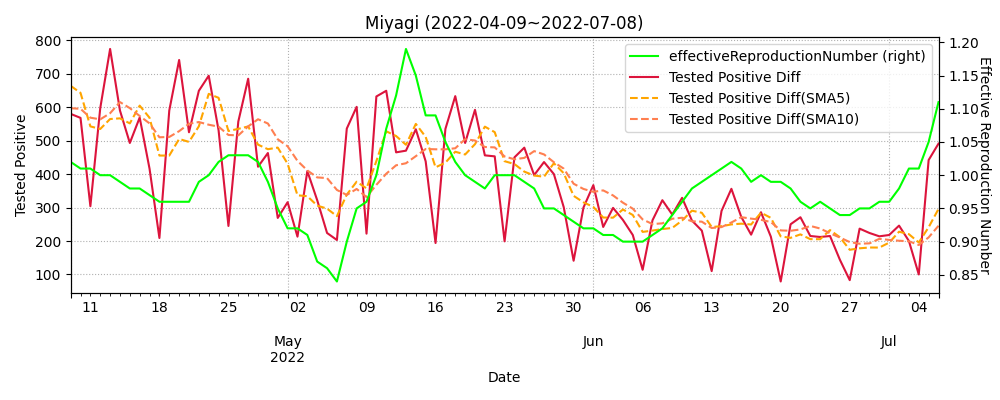 Miyagi (2022-04-09~2022-07-08)
effectiveReproductionNumber (right)
Tested Positive Diff
Tested Positive Diff(SMA5)
Tested Positive Diff(SMA10)
Tested Positive
800
700
600
500
400
300
200
100
1.20
1.15
1.10
1.05
1.00
0.95
0.90
0.85
Effective Reproduction Number
11 18 25 02 09 16 23 30 06 13 20 27 04
May Jun Jul
2022
Date